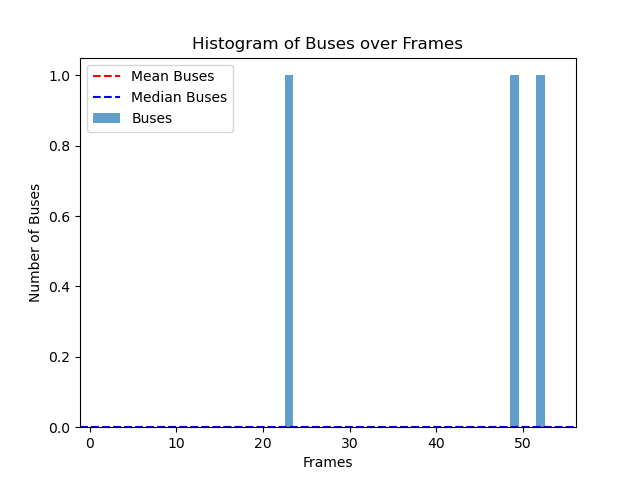 Histogram of Buses over Frames
Mean Buses
Median Buses
Buses
Number of Buses
1.0
0.8
0.6
0.4
0.2
0.0
0 10 20 30 40 50
Frames